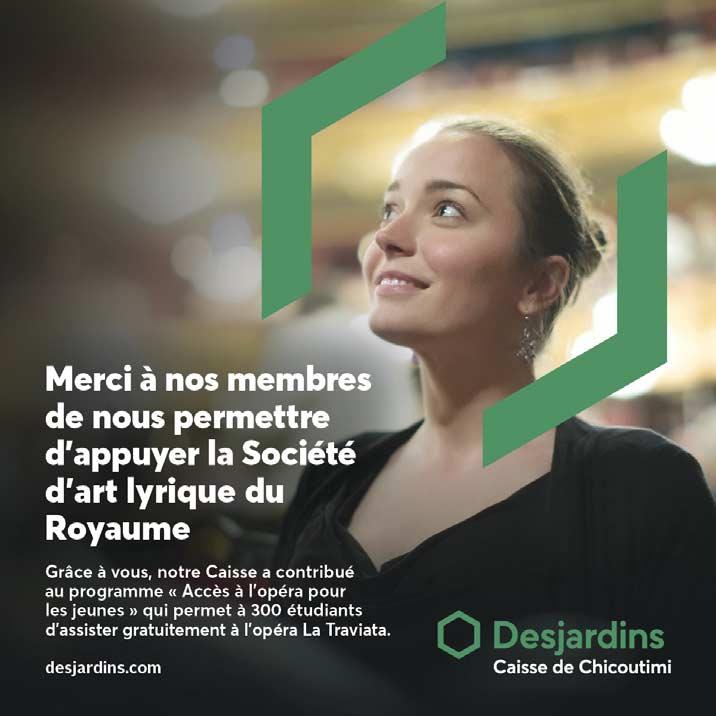 Merci à nos membres
de nous permettre
d'appuyer la Société
d'art lyrique du
Royaume
Grâce à vous, notre Caisse a contribué
au programme « Accès à l'opéra pour
les jeunes » qui permet à 300 étudiants
d'assister gratuitement à l'opéra La Traviata.
desjardins.com
Desjardins
Caisse de Chicoutimi